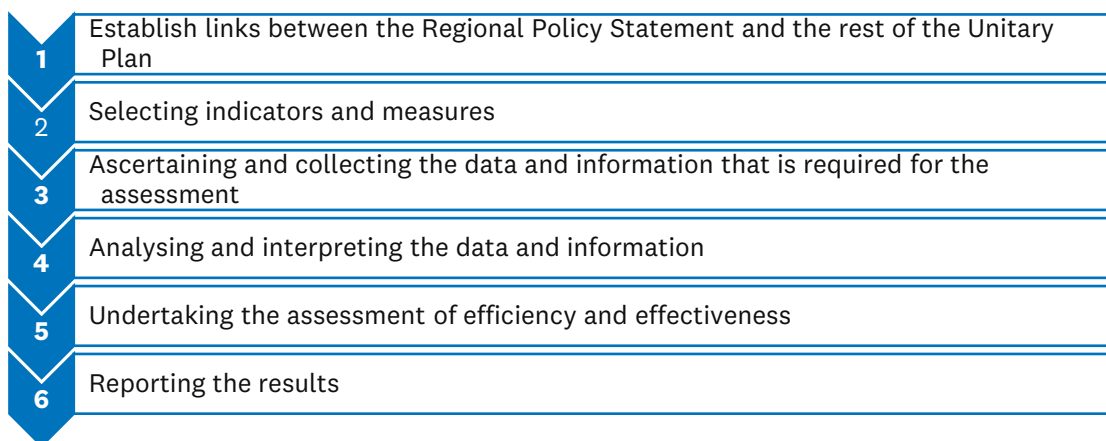 1
Establish links between the Regional Policy Statement and the rest of the Unitary
Plan
2
Selecting indicators and measures
3
Ascertaining and collecting the data and information that is required for the
assessment
4
Analysing and interpreting the data and information
5
Undertaking the assessment of efficiency and effectiveness
6
Reporting the results